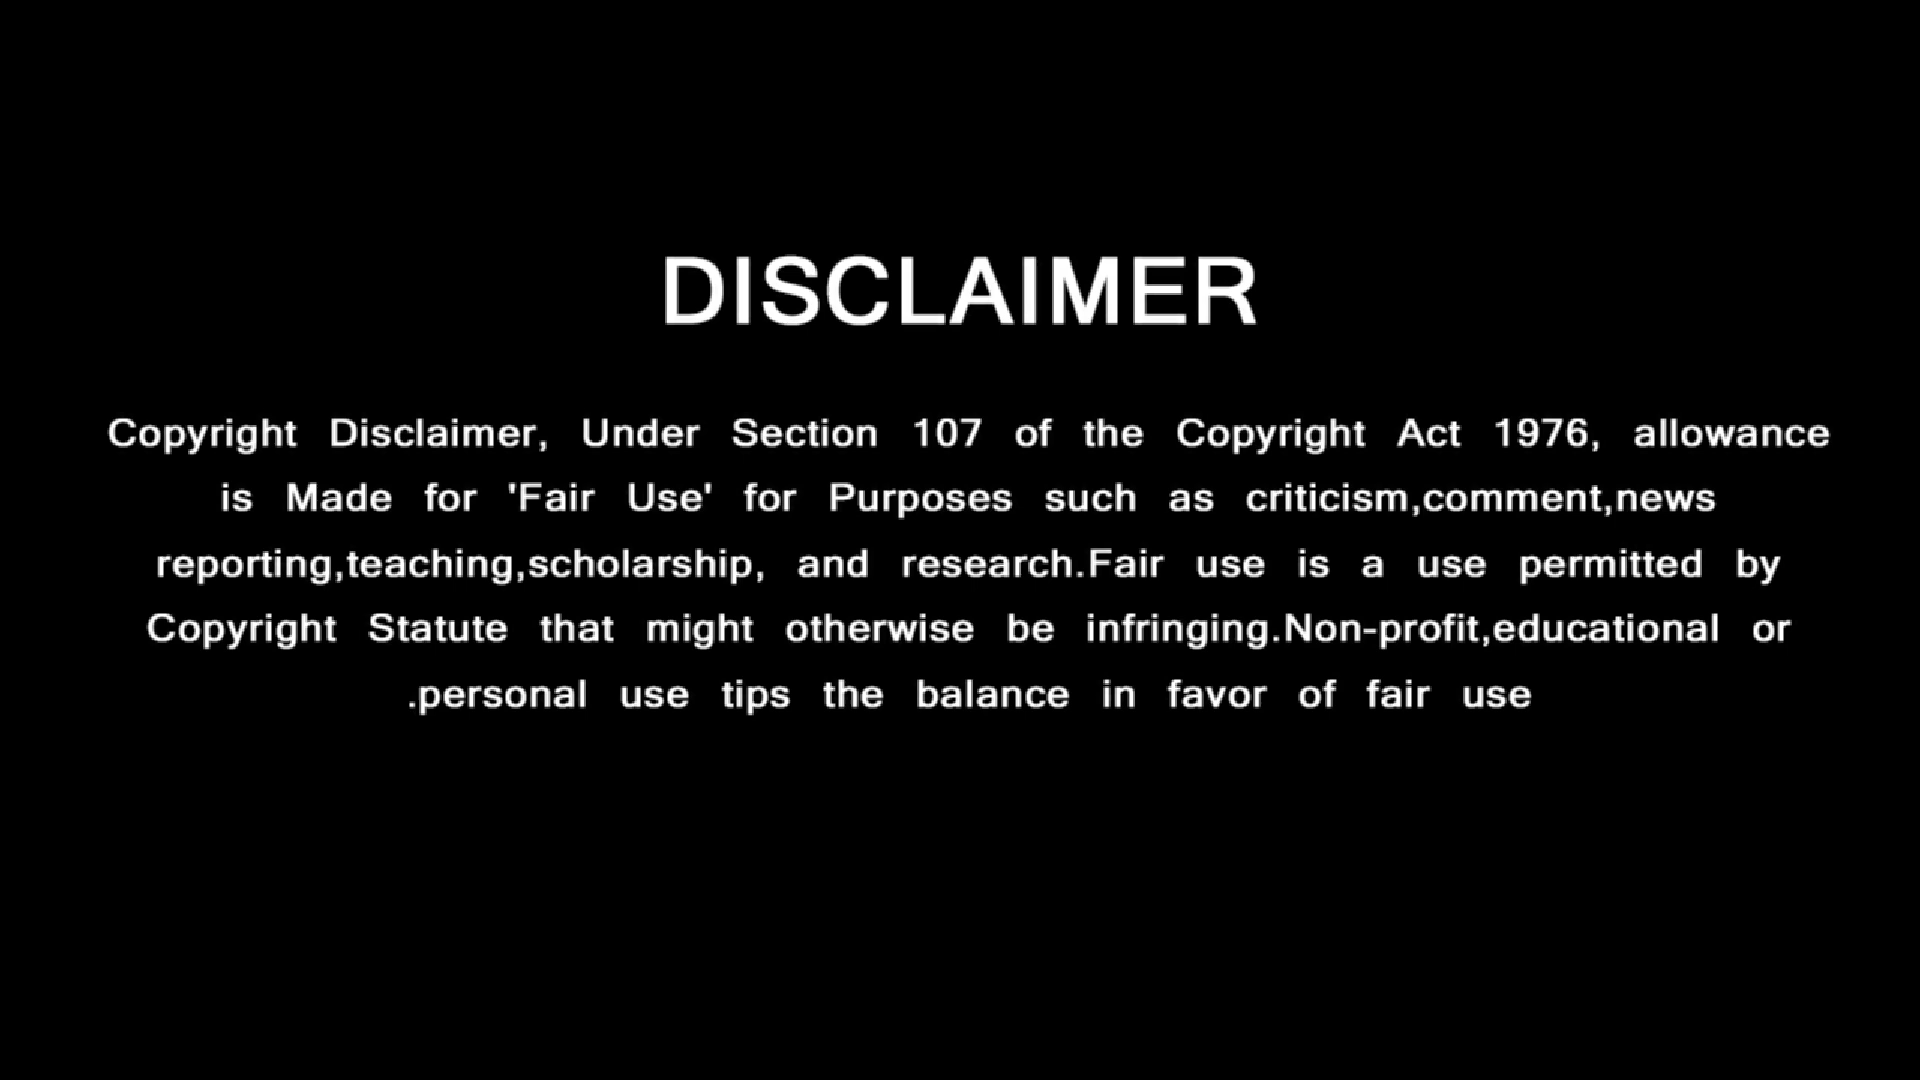 DISCLAIMER
Copyright Disclaimer, Under Section 107 of the Copyright Act 1976, allowance
is Made for 'Fair Use' for Purposes such as criticism,comment,news
reporting,teaching,scholarship, and research.Fair use is a use permitted by
Copyright Statute that might otherwise be infringing.Non-profit,educational or
.personal use tips the balance in favor of fair use